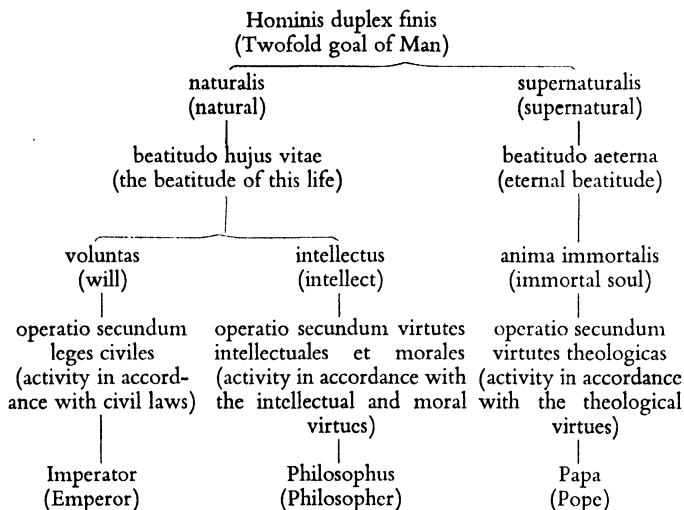 Hominis duplex finis
(Twofold goal of Man)
naturalis
(natural)
supernaturalis
(supernatural)
beatitudo hujus vitae
(the beatitude of this life)
beatitudo aeterna
(eternal beatitude)
voluntas
(will)
intellectus
(intellect)
anima immortalis
(immortal soul)
operatio secundum
leges civiles
(activity in accord-
ance with civil laws)
operatio secundum virtutes
intellectuales et morales
(activity in accordance with
the intellectual and moral
virtues)
operatio secundum
virtutes theologicas
(activity in accordance
with the theological
virtues)
Imperator
(Emperor)
Philosophus
(Philosopher)
Papa
(Pope)